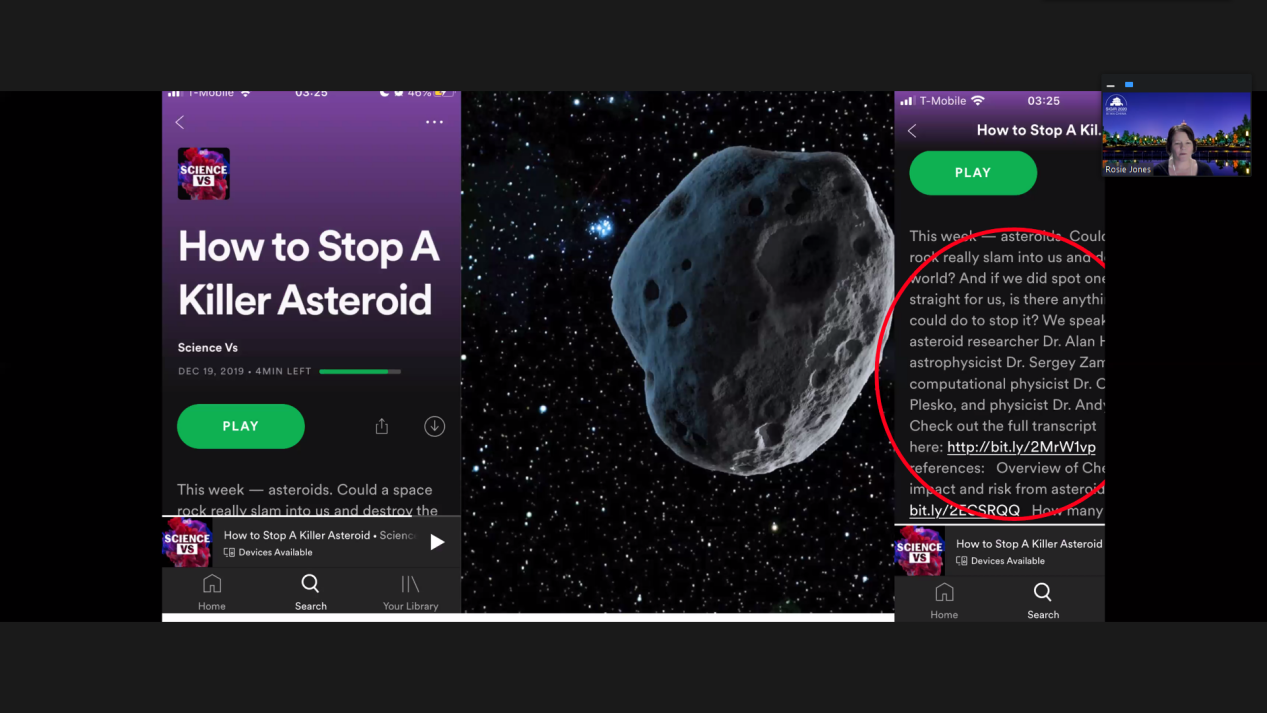 T-Mobile 03:25 46%
SCIENCE
VS
How to Stop A
Killer Asteroid
Science Vs
DEC 19, 2019 • 4MIN LEFT
PLAY
This week — asteroids. Could a space
rock really slam into us and destroy the
SCIENCE
VS
How to Stop A Killer Asteroid • Scienc
Devices Available
Home Search Your Library
T-Mobile 03:25
How to Stop A Kil.
PLAY
This week — asteroids. Could
rock really slam into us and d
world? And if we did spot one
straight for us, is there anythi
could do to stop it? We speak
asteroid researcher Dr. Alan H
astrophysicist Dr. Sergey Zam
computational physicist Dr. C
Plesko, and physicist Dr. Andy
Check out the full transcript
here: http://bit.ly/2MrW1vp
references: Overview of Che
impact and risk from asteroid
bit.ly/2ECSRQQ How many
SCIENCE
VS
How to Stop A Killer Asteroid
Devices Available
Home Search
Rosie Jones